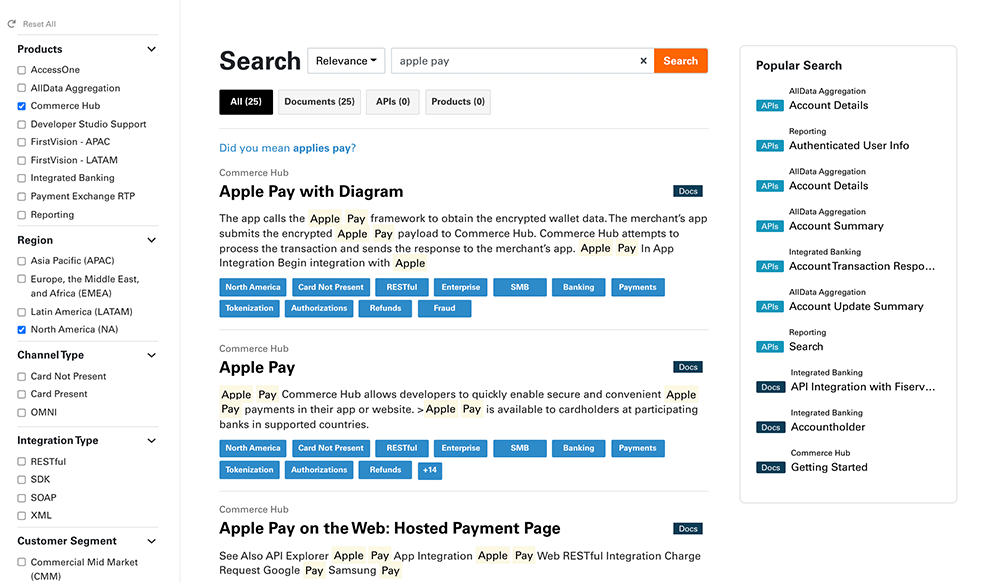 Reset All
Products
AccessOne
AllData Aggregation
Commerce Hub
Developer Studio Support
FirstVision - APAC
FirstVision - LATAM
Integrated Banking
Payment Exchange RTP
Reporting
Region
Asia Pacific (APAC)
Europe, the Middle East,
and Africa (EMEA)
Latin America (LATAM)
North America (NA)
Channel Type
Card Not Present
Card Present
OMNI
Integration Type
RESTful
SDK
SOAP
XML
Customer Segment
Commercial Mid Market
(CMM)
Search Relevance apple pay × Search
All (25) Documents (25) APIs (0) Products (0)
Did you mean applies pay?
Commerce Hub
Apple Pay with Diagram Docs
The app calls the Apple Pay framework to obtain the encrypted wallet data. The merchant's app
submits the encrypted Apple Pay payload to Commerce Hub. Commerce Hub attempts to
process the transaction and sends the response to the merchant's app. Apple Pay In App
Integration Begin integration with Apple
North America Card Not Present RESTful Enterprise SMB Banking Payments
Tokenization Authorizations Refunds Fraud
Commerce Hub
Apple Pay Docs
Apple Pay Commerce Hub allows developers to quickly enable secure and convenient Apple
Pay payments in their app or website. >Apple Pay is available to cardholders at participating
banks in supported countries.
North America Card Not Present RESTful Enterprise SMB Banking Payments
Tokenization Authorizations Refunds +14
Commerce Hub
Apple Pay on the Web: Hosted Payment Page Docs
See Also API Explorer Apple Pay App Integration Apple Pay Web RESTful Integration Charge
Request Google Pay Samsung Pay
Popular Search
AllData Aggregation
APIs Account Details
Reporting
APIs Authenticated User Info
AllData Aggregation
APIs Account Details
AllData Aggregation
APIs Account Summary
Integrated Banking
APIs Account Transaction Respo...
AllData Aggregation
APIs Account Update Summary
Reporting
APIs Search
Integrated Banking
Docs API Integration with Fiserv...
Integrated Banking
Docs Accountholder
Commerce Hub
Docs Getting Started